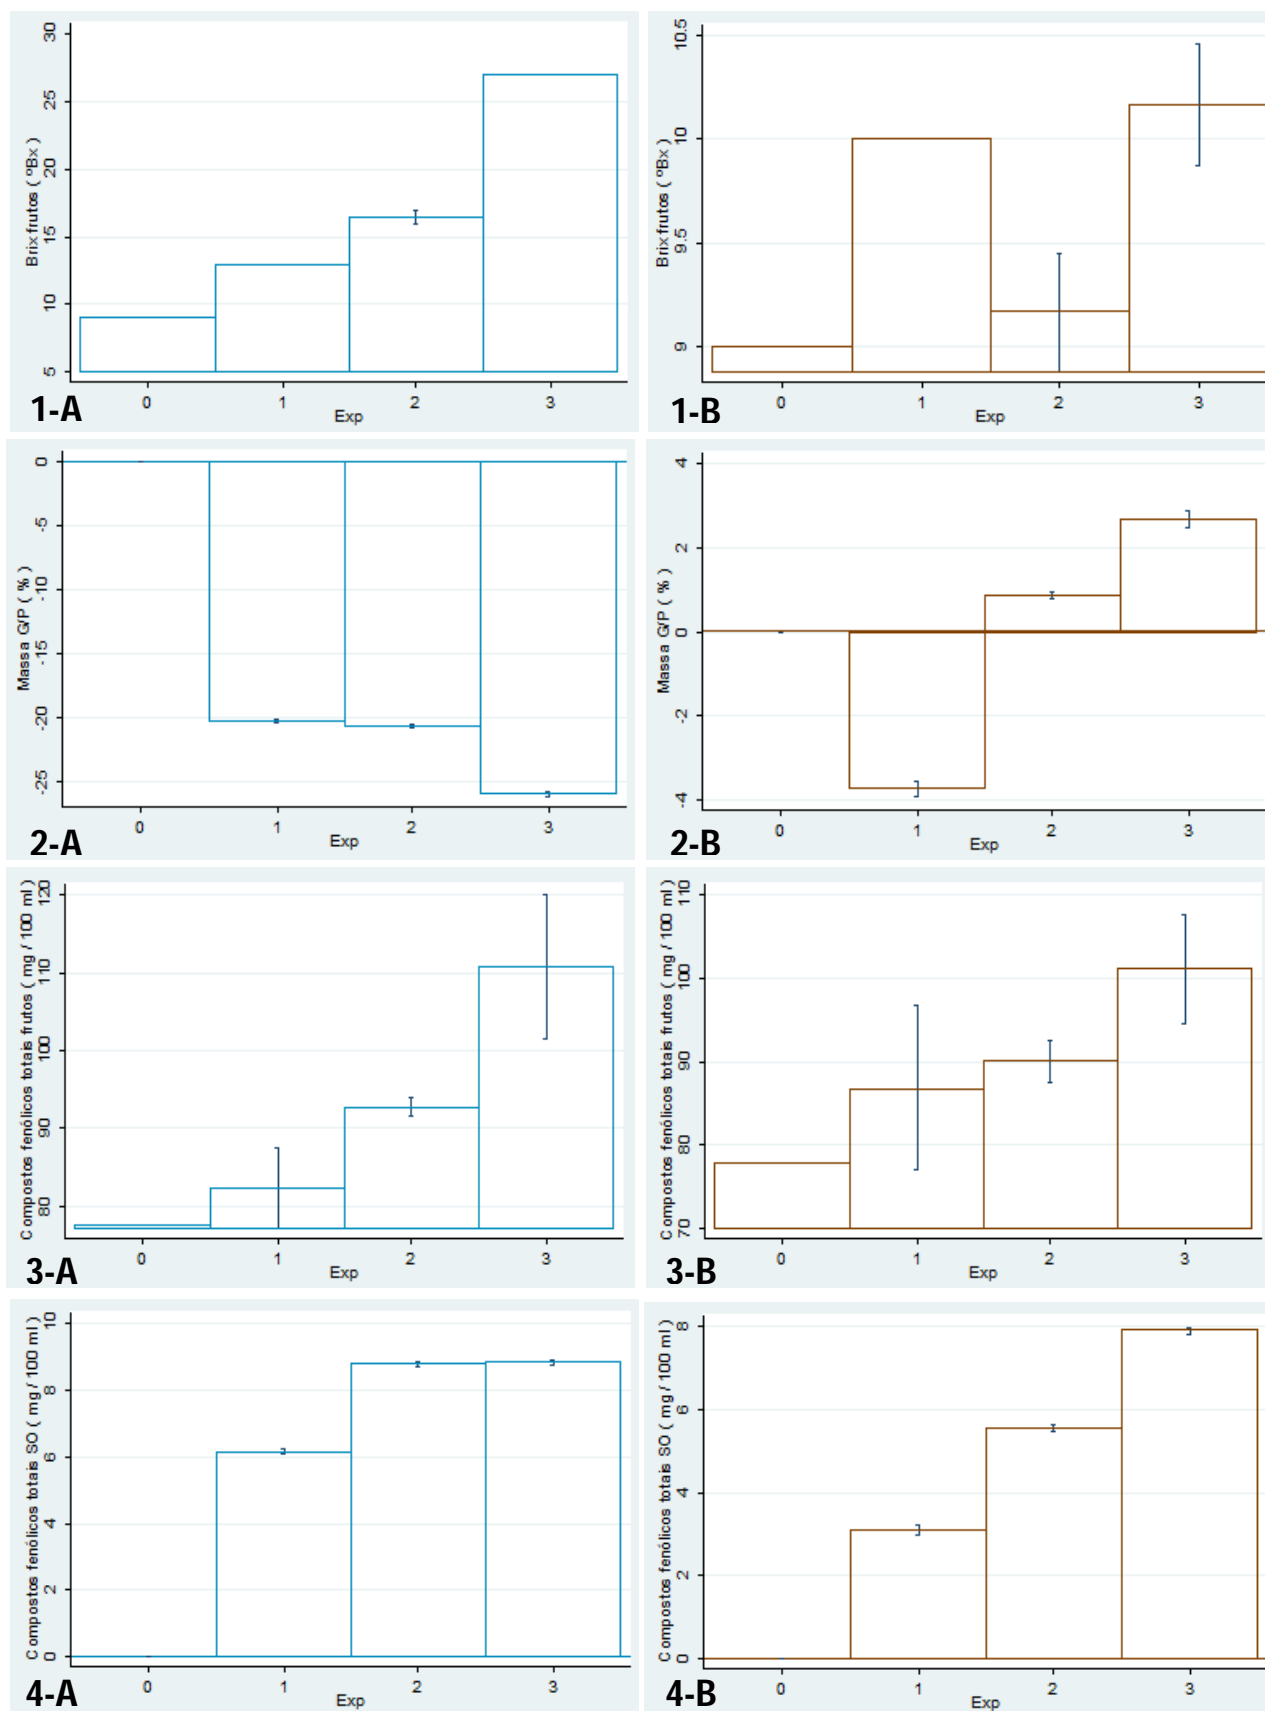 Brix frutos ( ºBx )
30
25
20
15
10
5
0 1 2 3
Exp
1-A
Brix frutos ( ºBx )
10.5
10
9.5
9
0 1 2 3
Exp
1-B
Massa G/P ( % )
0
-5
-10
-15
-20
-25
0 1 2 3
Exp
2-A
Massa G/P ( % )
4
2
0
-2
-4
0 1 2 3
Exp
2-B
Compostos fenólicos totais frutos ( mg / 100 ml )
120
110
100
90
80
0 1 2 3
Exp
3-A
Compostos fenólicos totais frutos ( mg / 100 ml )
110
100
90
80
70
0 1 2 3
Exp
3-B
Compostos fenólicos totais SO ( mg / 100 ml )
10
8
6
4
2
0
0 1 2 3
Exp
4-A
Compostos fenólicos totais SO ( mg / 100 ml )
8
6
4
2
0
0 1 2 3
Exp
4-B